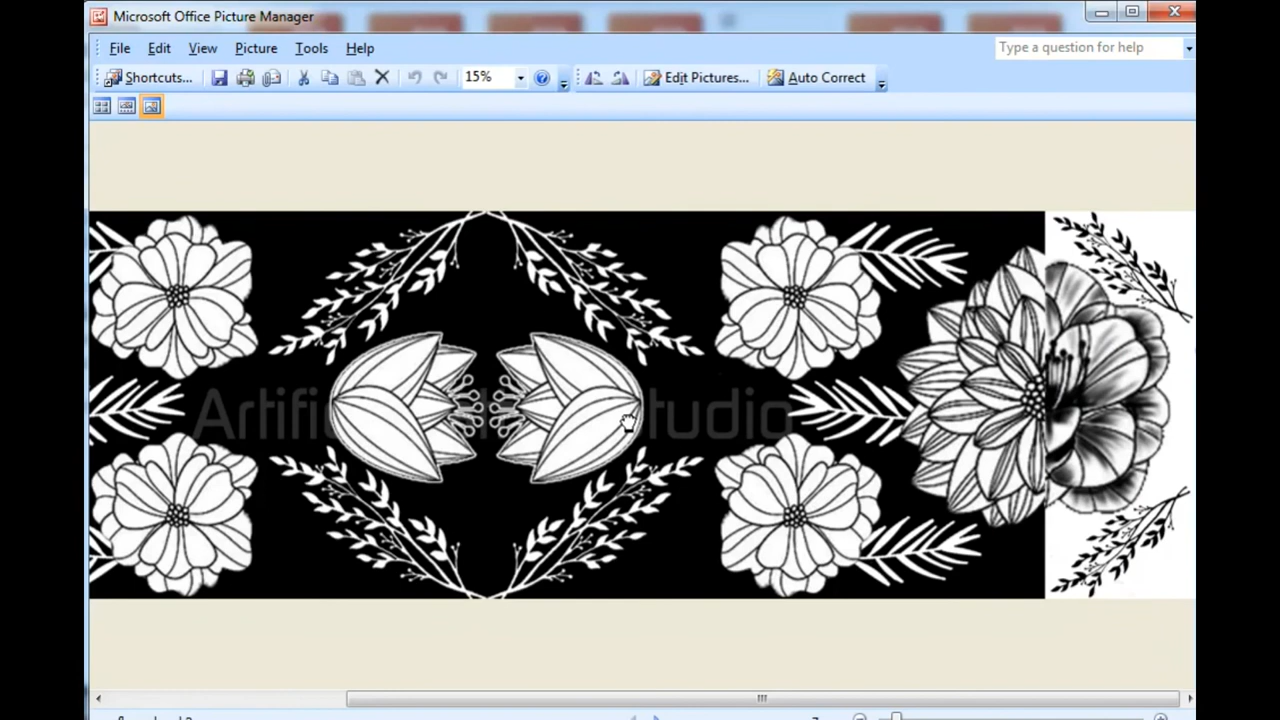 Microsoft Office Picture Manager
File Edit View Picture Tools Help
Type a question for help
Shortcuts... 15% Edit Pictures... Auto Correct